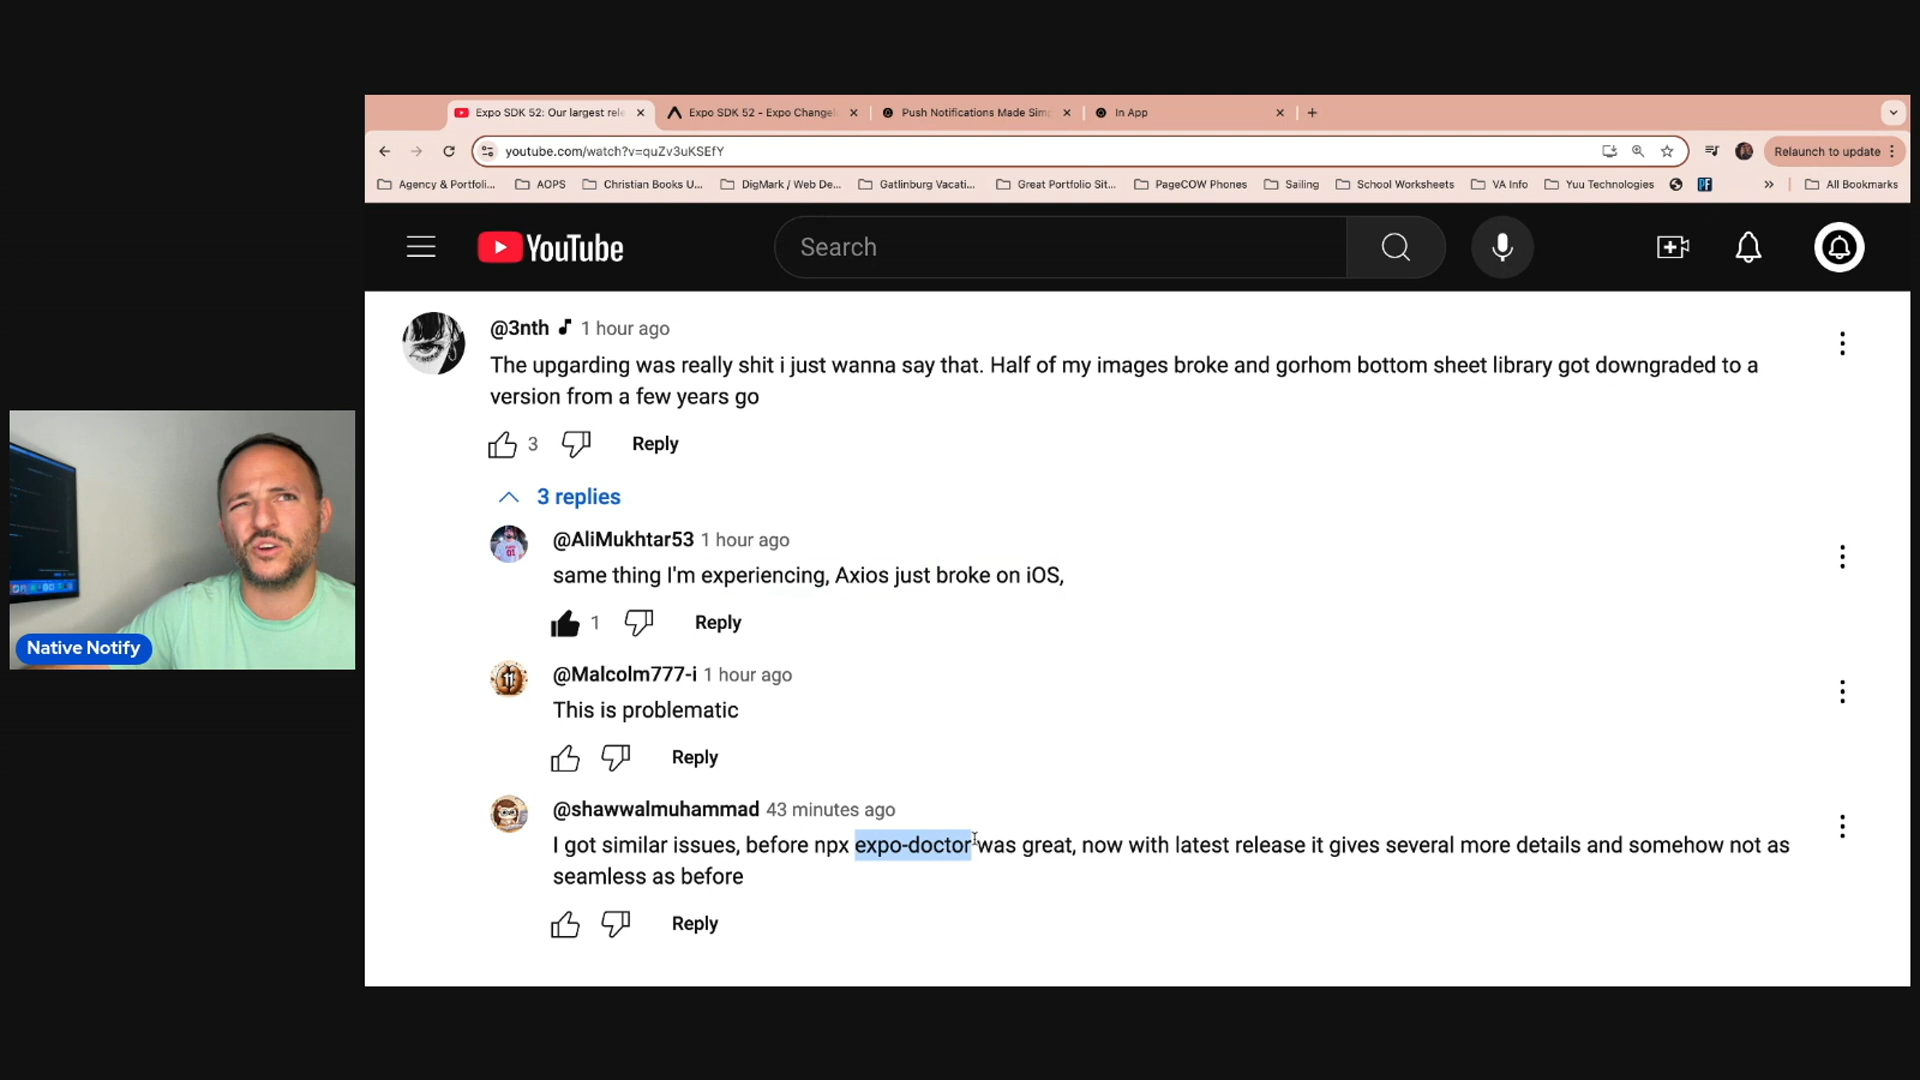 Expo SDK 52: Our largest rele
Expo SDK 52 - Expo Changel
Push Notifications Made Sim
In App
youtube.com/watch?v=quZv3uKSEfY
Relaunch to update
Agency & Portfoli...
AOPS
Christian Books U...
DigMark / Web De...
Gatlinburg Vacati...
Great Portfolio Sit...
PageCOW Phones
Sailing
School Worksheets
VA Info
Yuu Technologies
PF
»
All Bookmarks
YouTube
Search
@3nth 1 hour ago
The upgarding was really shit i just wanna say that. Half of my images broke and gorhom bottom sheet library got downgraded to a
version from a few years go
3
Reply
3 replies
@AliMukhtar53 1 hour ago
same thing I'm experiencing, Axios just broke on iOS,
1
Reply
@Malcolm777-i 1 hour ago
This is problematic
Reply
@shawwalmuhammad 43 minutes ago
I got similar issues, before npx expo-doctor was great, now with latest release it gives several more details and somehow not as
seamless as before
Reply
Native Notify